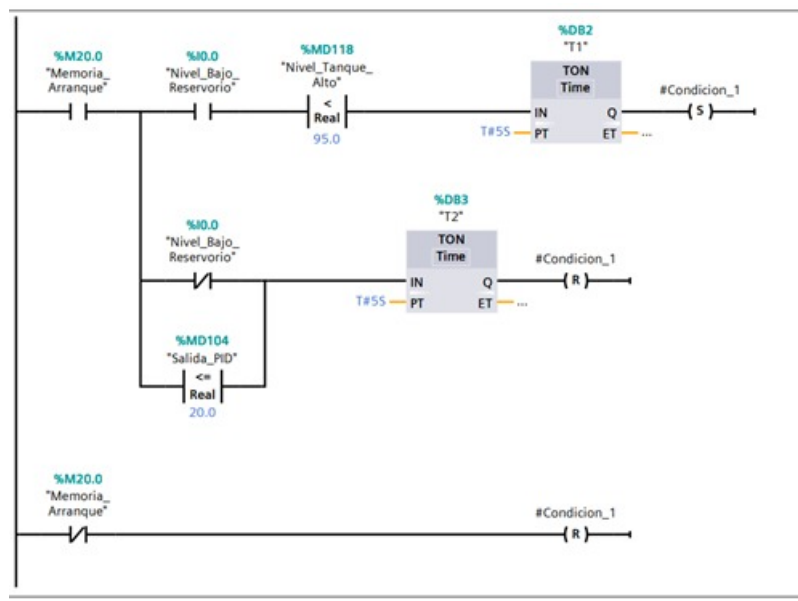 %DB2
"T1"
%M20.0
"Memoria_
Arranque"
%I0.0
"Nivel_Bajo_
Reservorio"
%MD118
"Nivel_Tanque_
Alto"
<
Real
95.0
TON
Time
IN Q
T#5S PT ET ...
#Condicion_1
( S )
%DB3
"T2"
%I0.0
"Nivel_Bajo_
Reservorio"
TON
Time
IN Q
T#5S PT ET ...
#Condicion_1
( R )
%MD104
"Salida_PID"
<=
Real
20.0
%M20.0
"Memoria_
Arranque"
#Condicion_1
( R )